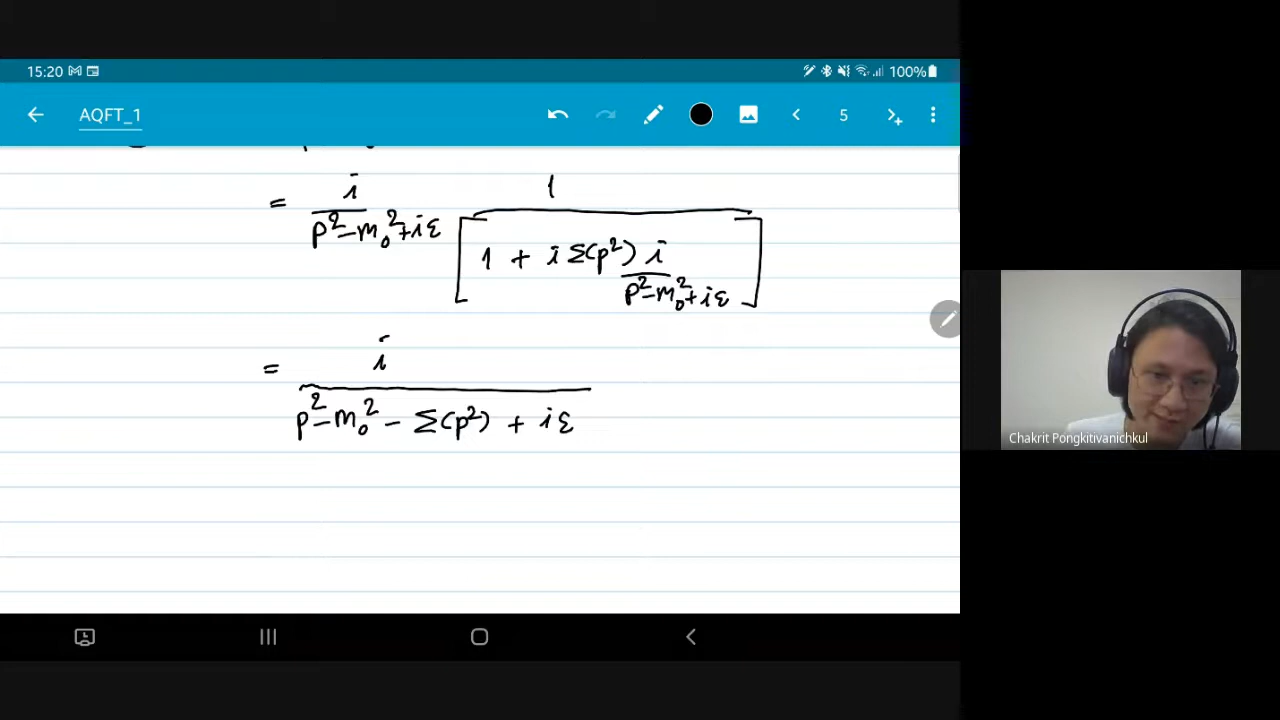 15:20 100%
AQFT_1 5
= i / (p² − m₀² + iε) 1 / [1 + i Σ(p²) i / (p² − m₀² + iε)]
= i / (p² − m₀² − Σ(p²) + iε)
Chakrit Pongkitivanichkul